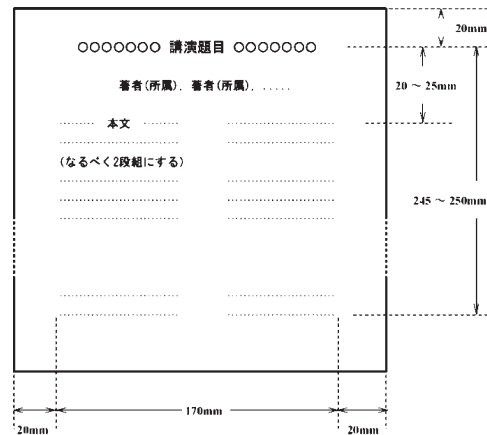 20mm
○○○○○○○ 講演題目 ○○○○○○○
著者(所属), 著者(所属), .....
20 ～ 25mm
本文
(なるべく2段組にする)
245 ～ 250mm
170mm
20mm
20mm